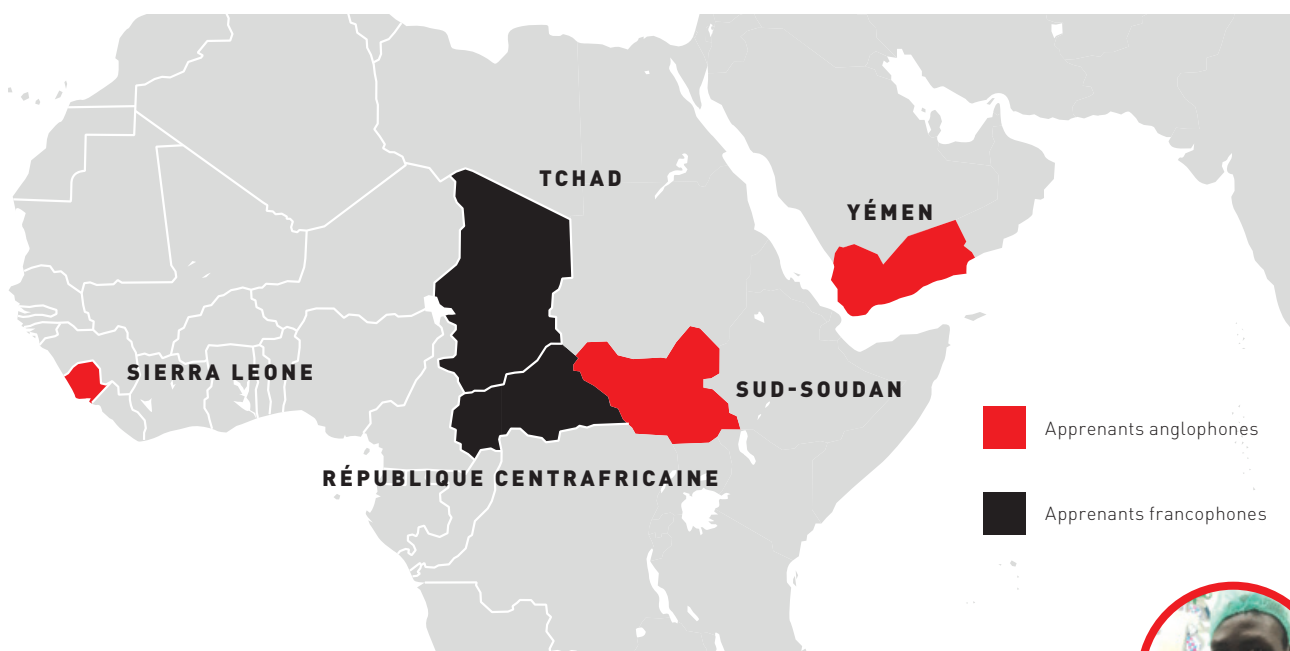 TCHAD
YÉMEN
SIERRA LEONE
SUD-SOUDAN
RÉPUBLIQUE CENTRAFRICAINE
Apprenants anglophones
Apprenants francophones